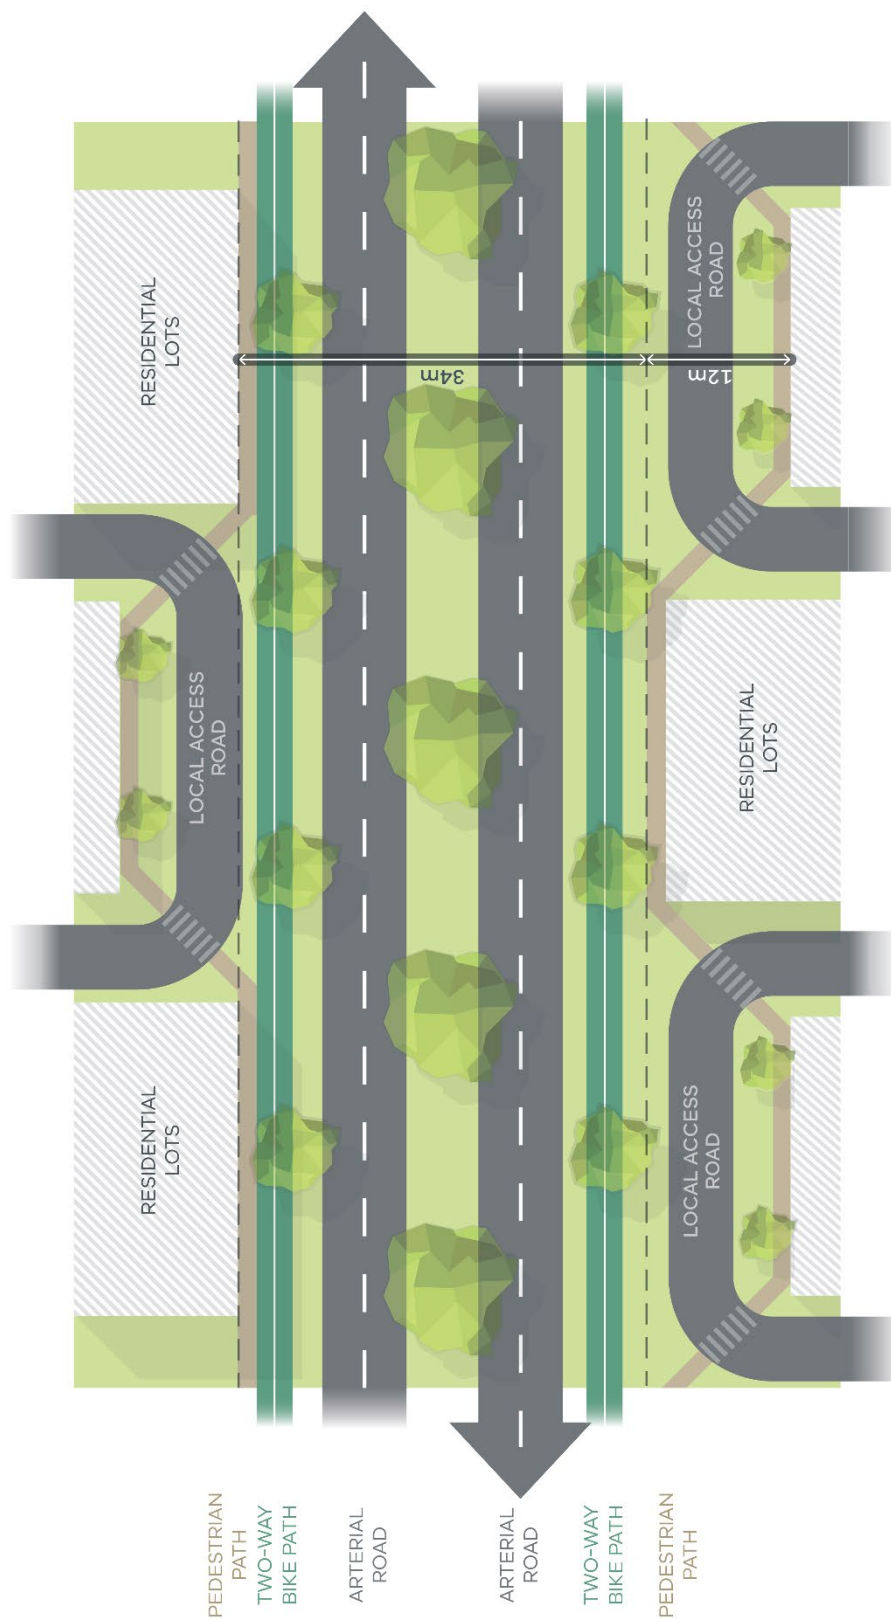 RESIDENTIAL
LOTS
LOCAL ACCESS
ROAD
34m
12m
LOCAL ACCESS
ROAD
RESIDENTIAL
LOTS
RESIDENTIAL
LOTS
LOCAL ACCESS
ROAD
PEDESTRIAN
PATH
TWO-WAY
BIKE PATH
ARTERIAL
ROAD
ARTERIAL
ROAD
TWO-WAY
BIKE PATH
PEDESTRIAN
PATH